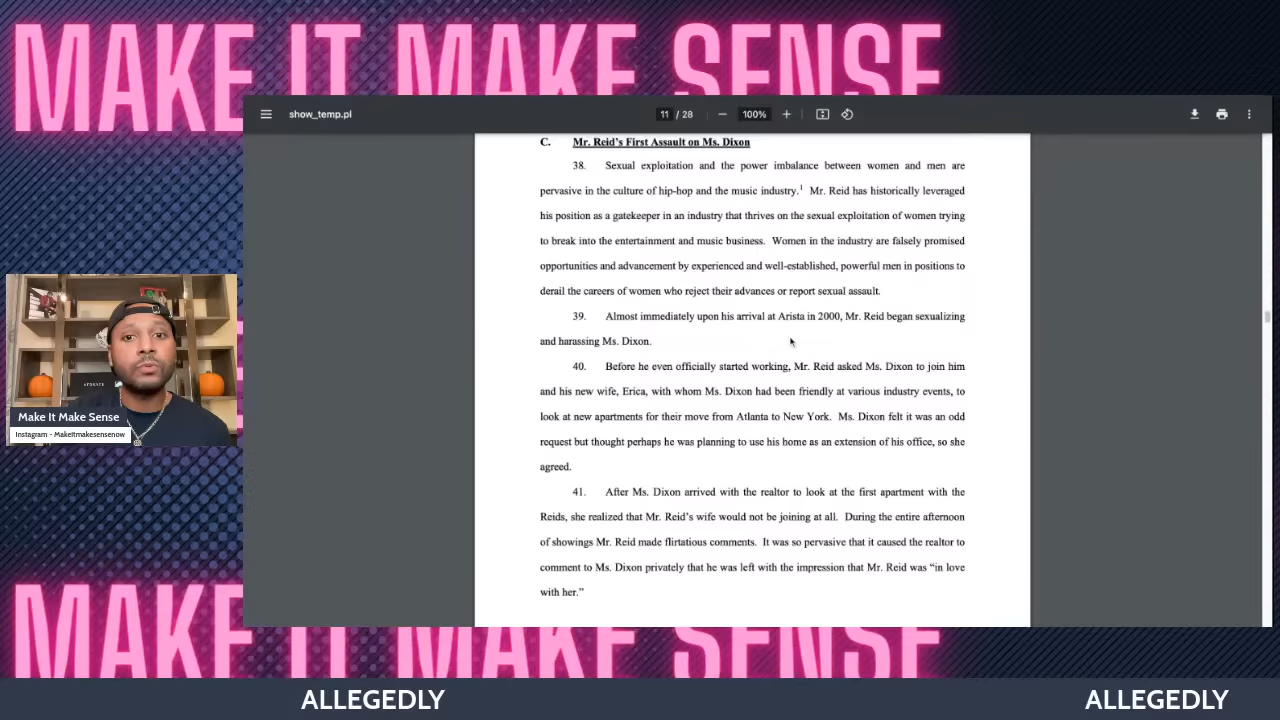 MAKE IT MAKE SENSE
show_temp.pl
11 / 28
100%
C. Mr. Reid's First Assault on Ms. Dixon
38. Sexual exploitation and the power imbalance between women and men are
pervasive in the culture of hip-hop and the music industry.1 Mr. Reid has historically leveraged
his position as a gatekeeper in an industry that thrives on the sexual exploitation of women trying
to break into the entertainment and music business. Women in the industry are falsely promised
opportunities and advancement by experienced and well-established, powerful men in positions to
derail the careers of women who reject their advances or report sexual assault.
39. Almost immediately upon his arrival at Arista in 2000, Mr. Reid began sexualizing
and harassing Ms. Dixon.
40. Before he even officially started working, Mr. Reid asked Ms. Dixon to join him
and his new wife, Erica, with whom Ms. Dixon had been friendly at various industry events, to
look at new apartments for their move from Atlanta to New York. Ms. Dixon felt it was an odd
request but thought perhaps he was planning to use his home as an extension of his office, so she
agreed.
41. After Ms. Dixon arrived with the realtor to look at the first apartment with the
Reids, she realized that Mr. Reid's wife would not be joining at all. During the entire afternoon
of showings Mr. Reid made flirtatious comments. It was so pervasive that it caused the realtor to
comment to Ms. Dixon privately that he was left with the impression that Mr. Reid was "in love
with her."
Make It Make Sense
Instagram - Makeitmakesensenow
MAKE IT MAKE SENSE
ALLEGEDLY
ALLEGEDLY